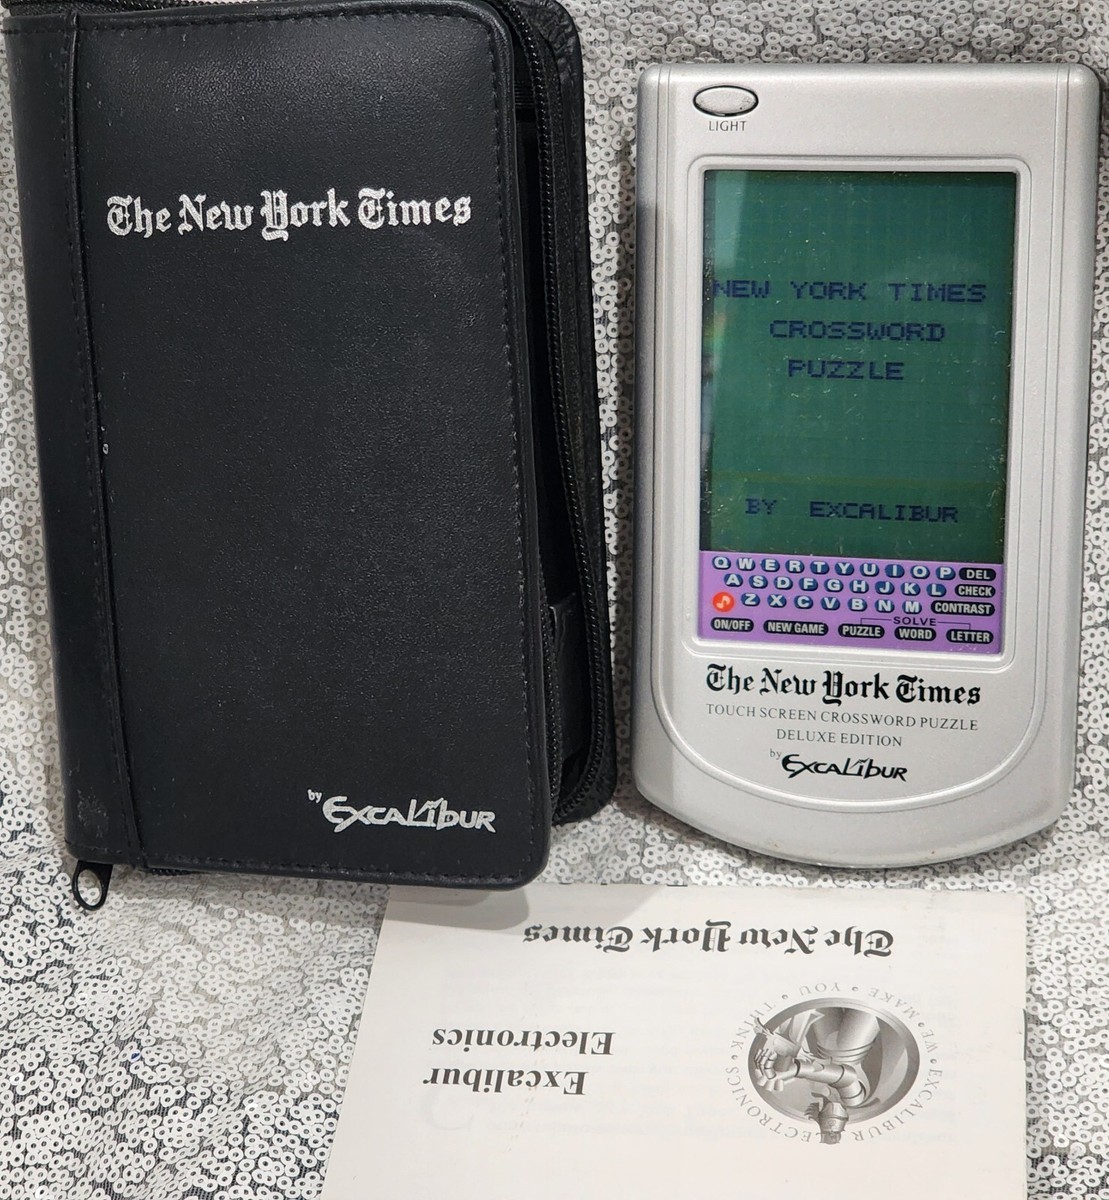 The New York Times
by EXCALIBUR
LIGHT
NEW YORK TIMES
CROSSWORD
PUZZLE
BY EXCALIBUR
Q W E R T Y U I O P DEL
A S D F G H J K L CHECK
Z X C V B N M CONTRAST
SOLVE
ON/OFF NEW GAME PUZZLE WORD LETTER
The New York Times
TOUCH SCREEN CROSSWORD PUZZLE
DELUXE EDITION
by EXCALIBUR
Excalibur
Electronics
EXCALIBUR ELECTRONICS • WE MAKE YOU THINK •
The New York Times